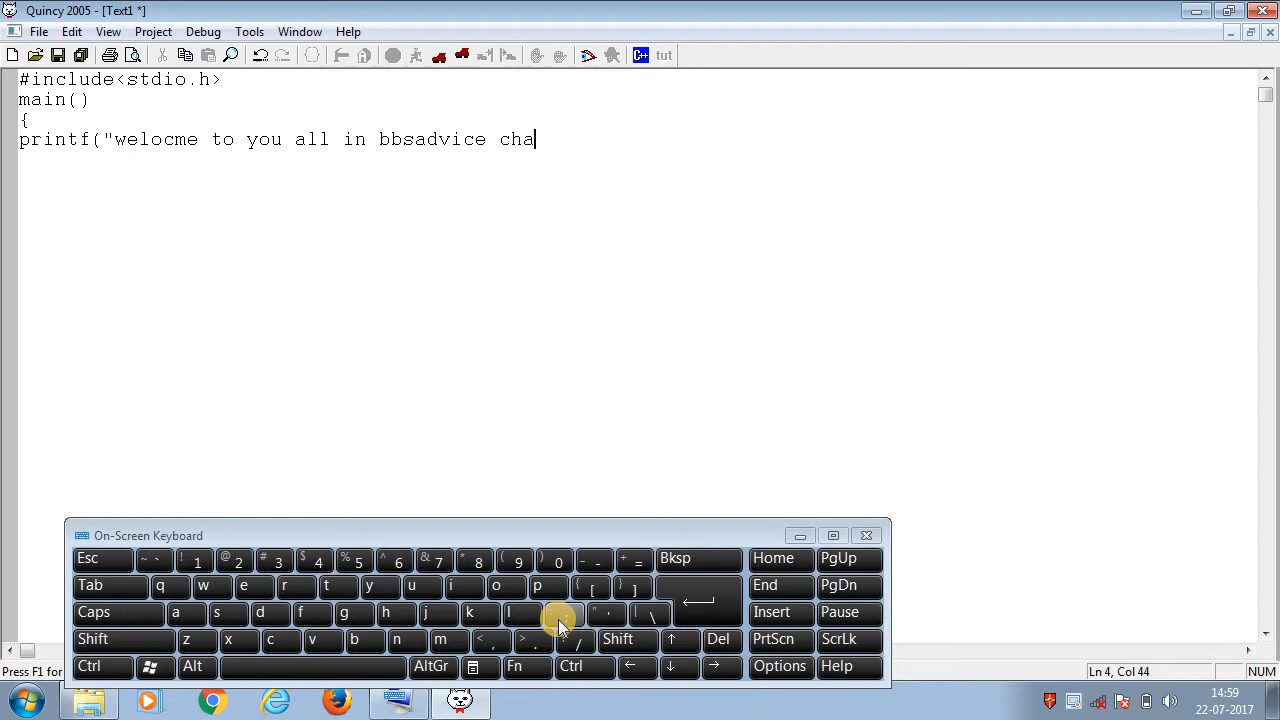 Quincy 2005 - [Text1 *]
File Edit View Project Debug Tools Window Help
C++ tut
#include<stdio.h>
main()
{
printf("welocme to you all in bbsadvice cha
On-Screen Keyboard
Esc ~ ` ! 1 @ 2 # 3 $ 4 % 5 ^ 6 & 7 * 8 ( 9 ) 0 _ - + = Bksp Home PgUp
Tab q w e r t y u i o p { [ } ] End PgDn
Caps a s d f g h j k l ; " ' | \ Insert Pause
Shift z x c v b n m < , > . / Shift ↑ Del PrtScn ScrLk
Ctrl Alt AltGr Fn Ctrl ← ↓ → Options Help
Press F1 for
Ln 4, Col 44
NUM
14:59
22-07-2017